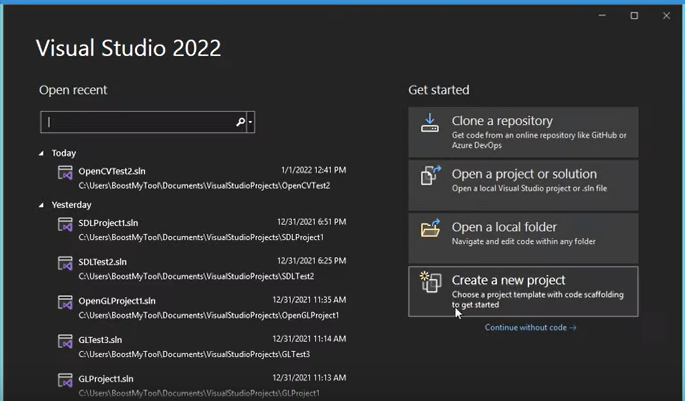 Visual Studio 2022
Open recent
Today
OpenCVTest2.sln 1/1/2022 12:41 PM
C:\Users\BoostMyTool\Documents\VisualStudioProjects\OpenCVTest2
Yesterday
SDLProject1.sln 12/31/2021 6:51 PM
C:\Users\BoostMyTool\Documents\VisualStudioProjects\SDLProject1
SDLTest2.sln 12/31/2021 6:25 PM
C:\Users\BoostMyTool\Documents\VisualStudioProjects\SDLTest2
OpenGLProject1.sln 12/31/2021 11:35 AM
C:\Users\BoostMyTool\Documents\VisualStudioProjects\OpenGLProject1
GLTest3.sln 12/31/2021 11:14 AM
C:\Users\BoostMyTool\Documents\VisualStudioProjects\GLTest3
GLProject1.sln 12/31/2021 11:13 AM
C:\Users\BoostMyTool\Documents\VisualStudioProjects\GLProject1
Get started
Clone a repository
Get code from an online repository like GitHub or
Azure DevOps
Open a project or solution
Open a local Visual Studio project or .sln file
Open a local folder
Navigate and edit code within any folder
Create a new project
Choose a project template with code scaffolding
to get started
Continue without code →